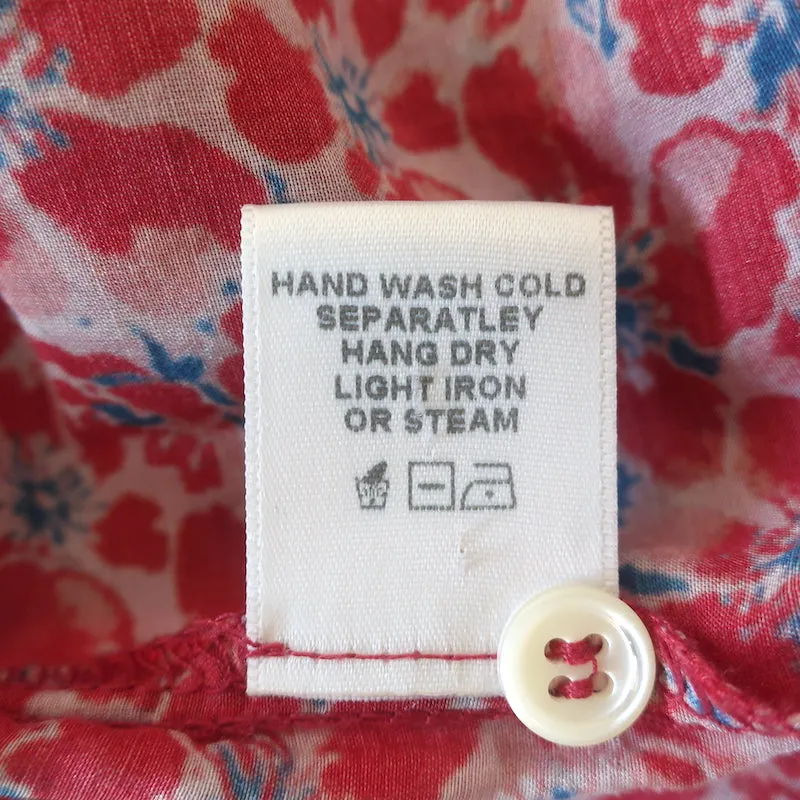 HAND WASH COLD
SEPARATLEY
HANG DRY
LIGHT IRON
OR STEAM